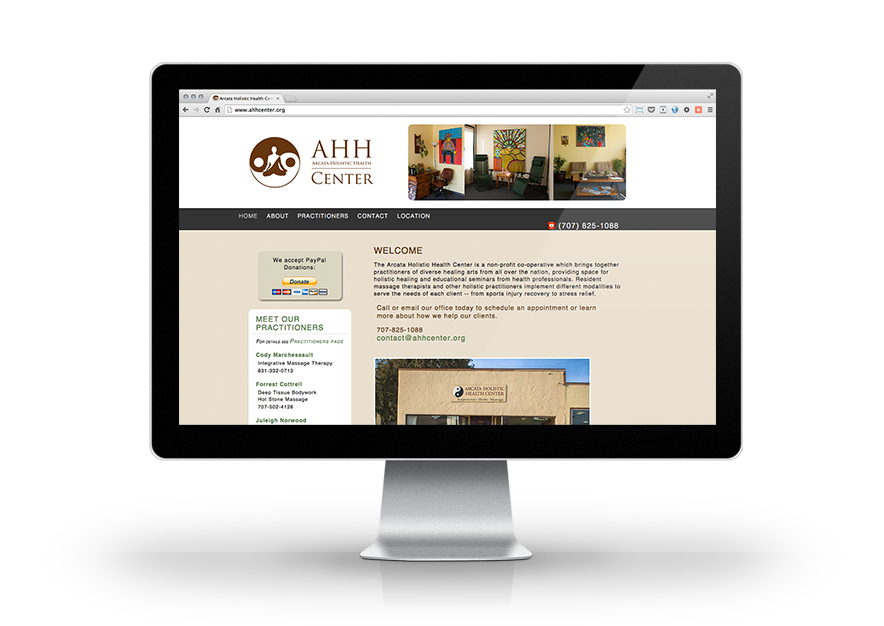 Arcata Holistic Health Cen
www.ahhcenter.org
AHH
ARCATA HOLISTIC HEALTH
CENTER
HOME ABOUT PRACTITIONERS CONTACT LOCATION
(707) 825-1088
We accept PayPal
Donations:
Donate
VISA
MEET OUR
PRACTITIONERS
FOR DETAILS SEE PRACTITIONERS PAGE
Cody Marchessault
Integrative Massage Therapy
831-332-0713
Forrest Cottrell
Deep Tissue Bodywork
Hot Stone Massage
707-502-4126
Juleigh Norwood
WELCOME
The Arcata Holistic Health Center is a non-profit co-operative which brings together
practitioners of diverse healing arts from all over the nation, providing space for
holistic healing and educational seminars from health professionals. Resident
massage therapists and other holistic practitioners implement different modalities to
serve the needs of each client -- from sports injury recovery to stress relief.
Call or email our office today to schedule an appointment or learn
more about how we help our clients.
707-825-1088
contact@ahhcenter.org
ARCATA HOLISTIC
HEALTH CENTER